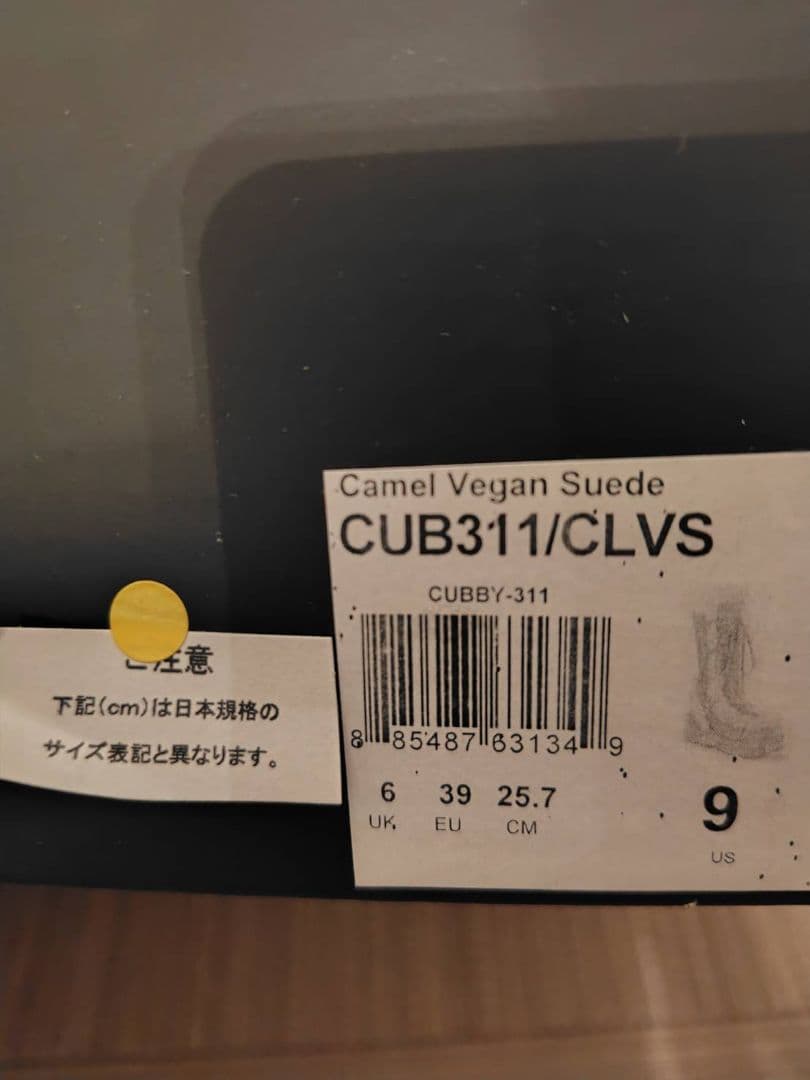 Camel Vegan Suede
CUB311/CLVS
CUBBY-311
8 85487 63134 9
6 39 25.7
UK EU CM
9
US
ご注意
下記(cm)は日本規格の
サイズ表記と異なります。